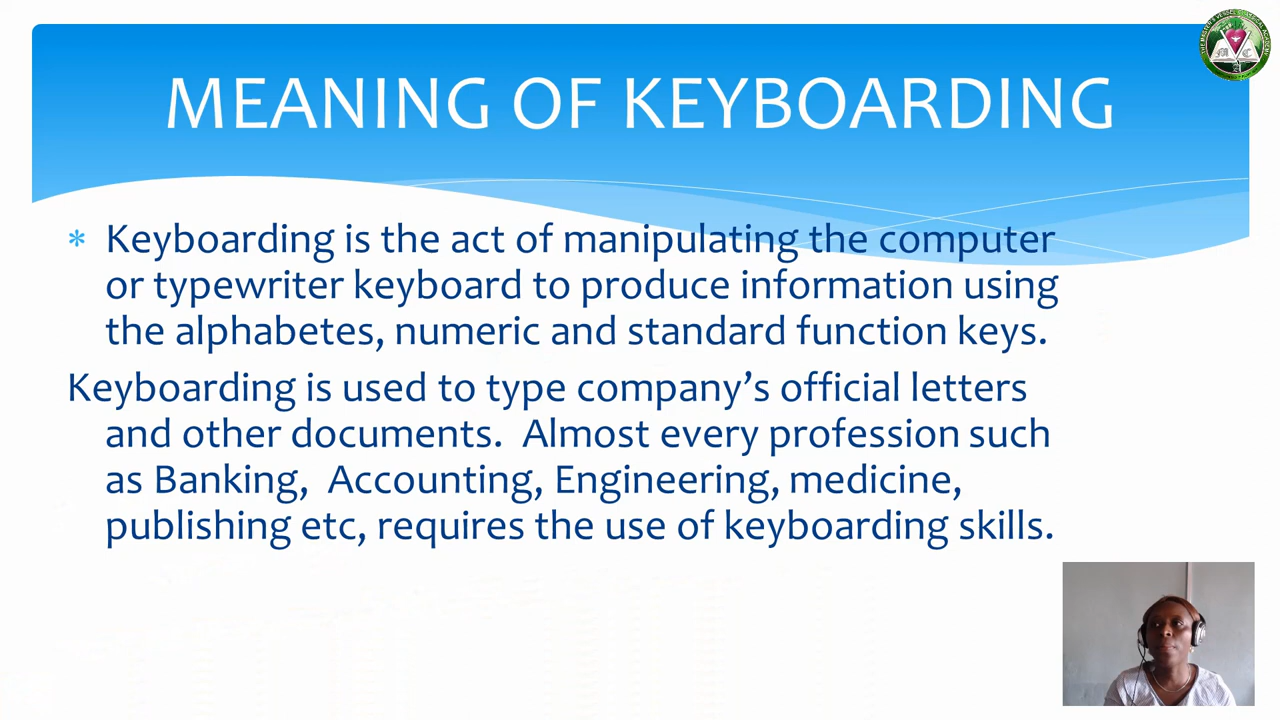 MEANING OF KEYBOARDING
* Keyboarding is the act of manipulating the computer
or typewriter keyboard to produce information using
the alphabetes, numeric and standard function keys.
Keyboarding is used to type company's official letters
and other documents. Almost every profession such
as Banking, Accounting, Engineering, medicine,
publishing etc, requires the use of keyboarding skills.